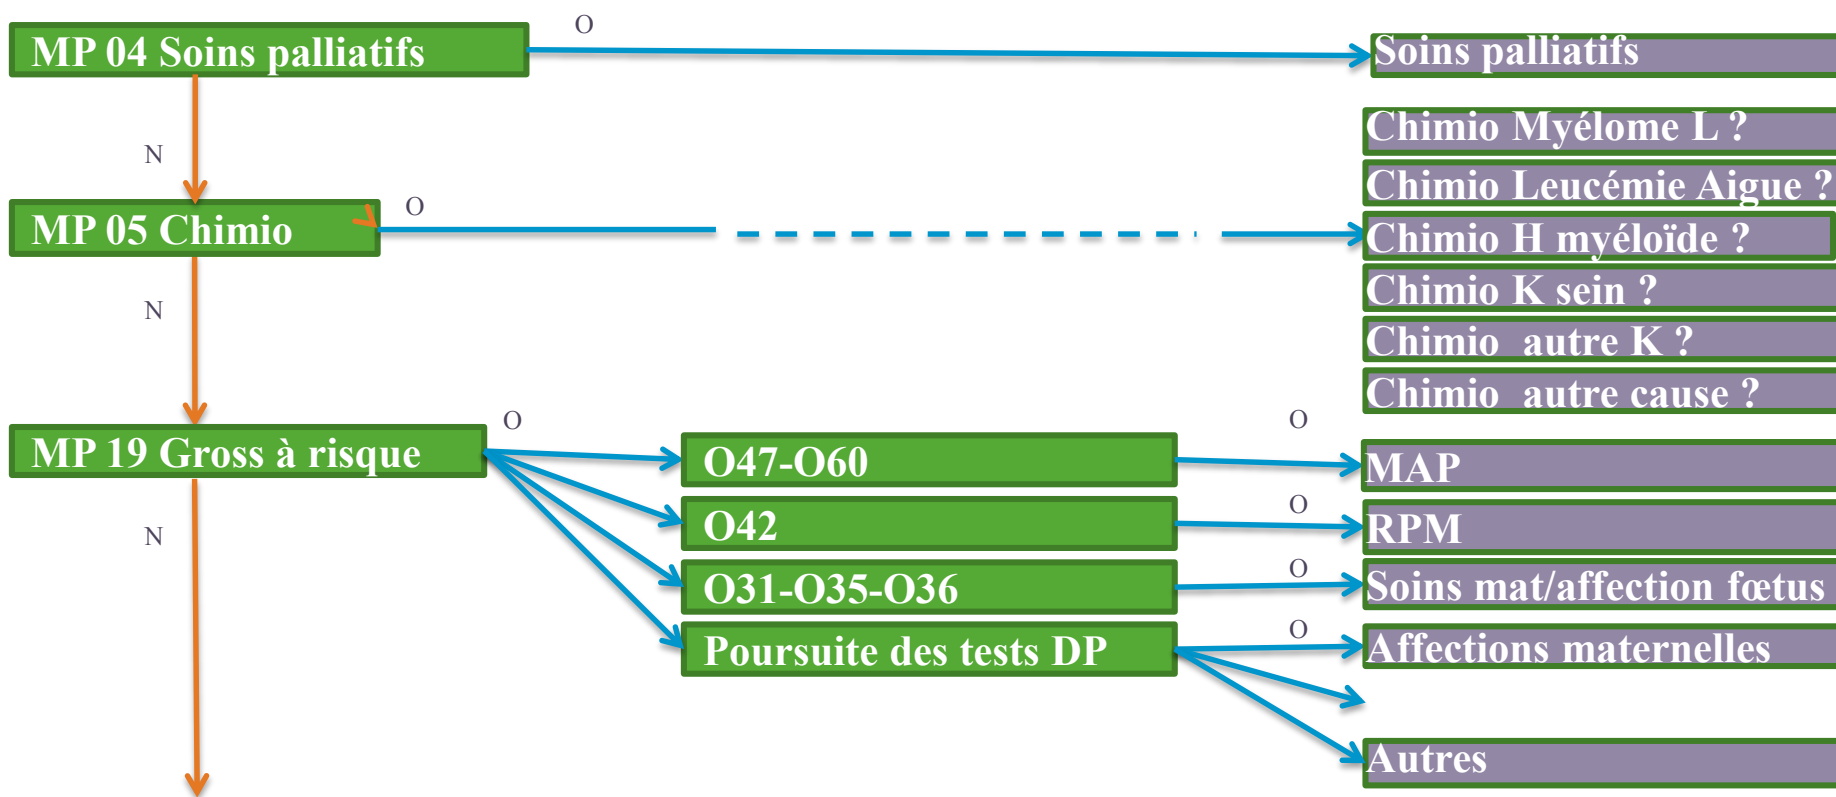 O
MP 04 Soins palliatifs
Soins palliatifs
N
Chimio Myélome L ?
Chimio Leucémie Aigue ?
MP 05 Chimio
O
Chimio H myéloïde ?
Chimio K sein ?
N
Chimio  autre K ?
Chimio  autre cause ?
MP 19 Gross à risque
O
O47-O60
O
MAP
N
O42
O
RPM
O31-O35-O36
O
Soins mat/affection fœtus
Poursuite des tests DP
O
Affections maternelles
Autres